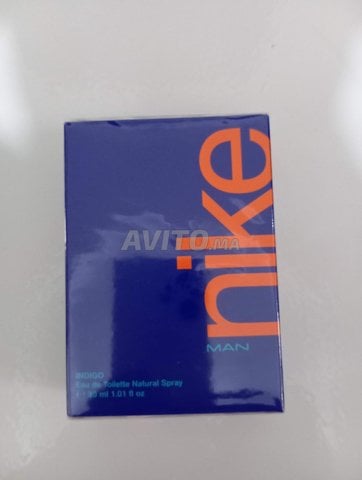 nike
MAN
AVITO.MA
INDIGO
Eau de Toilette Natural Spray
30 ml 1.01 fl oz